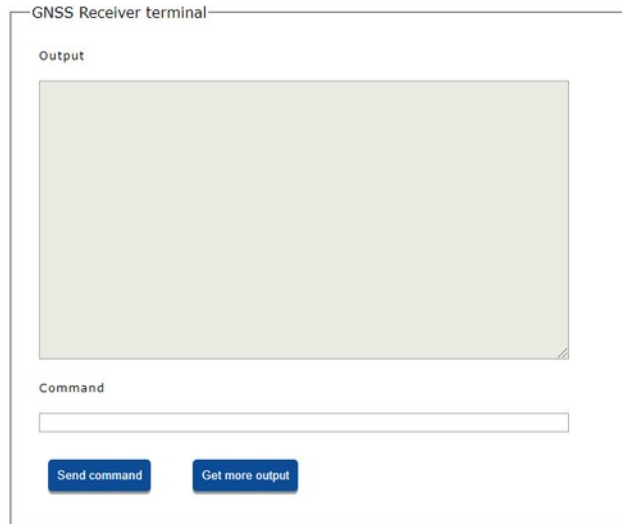 GNSS Receiver terminal
Output
Command
Send command
Get more output